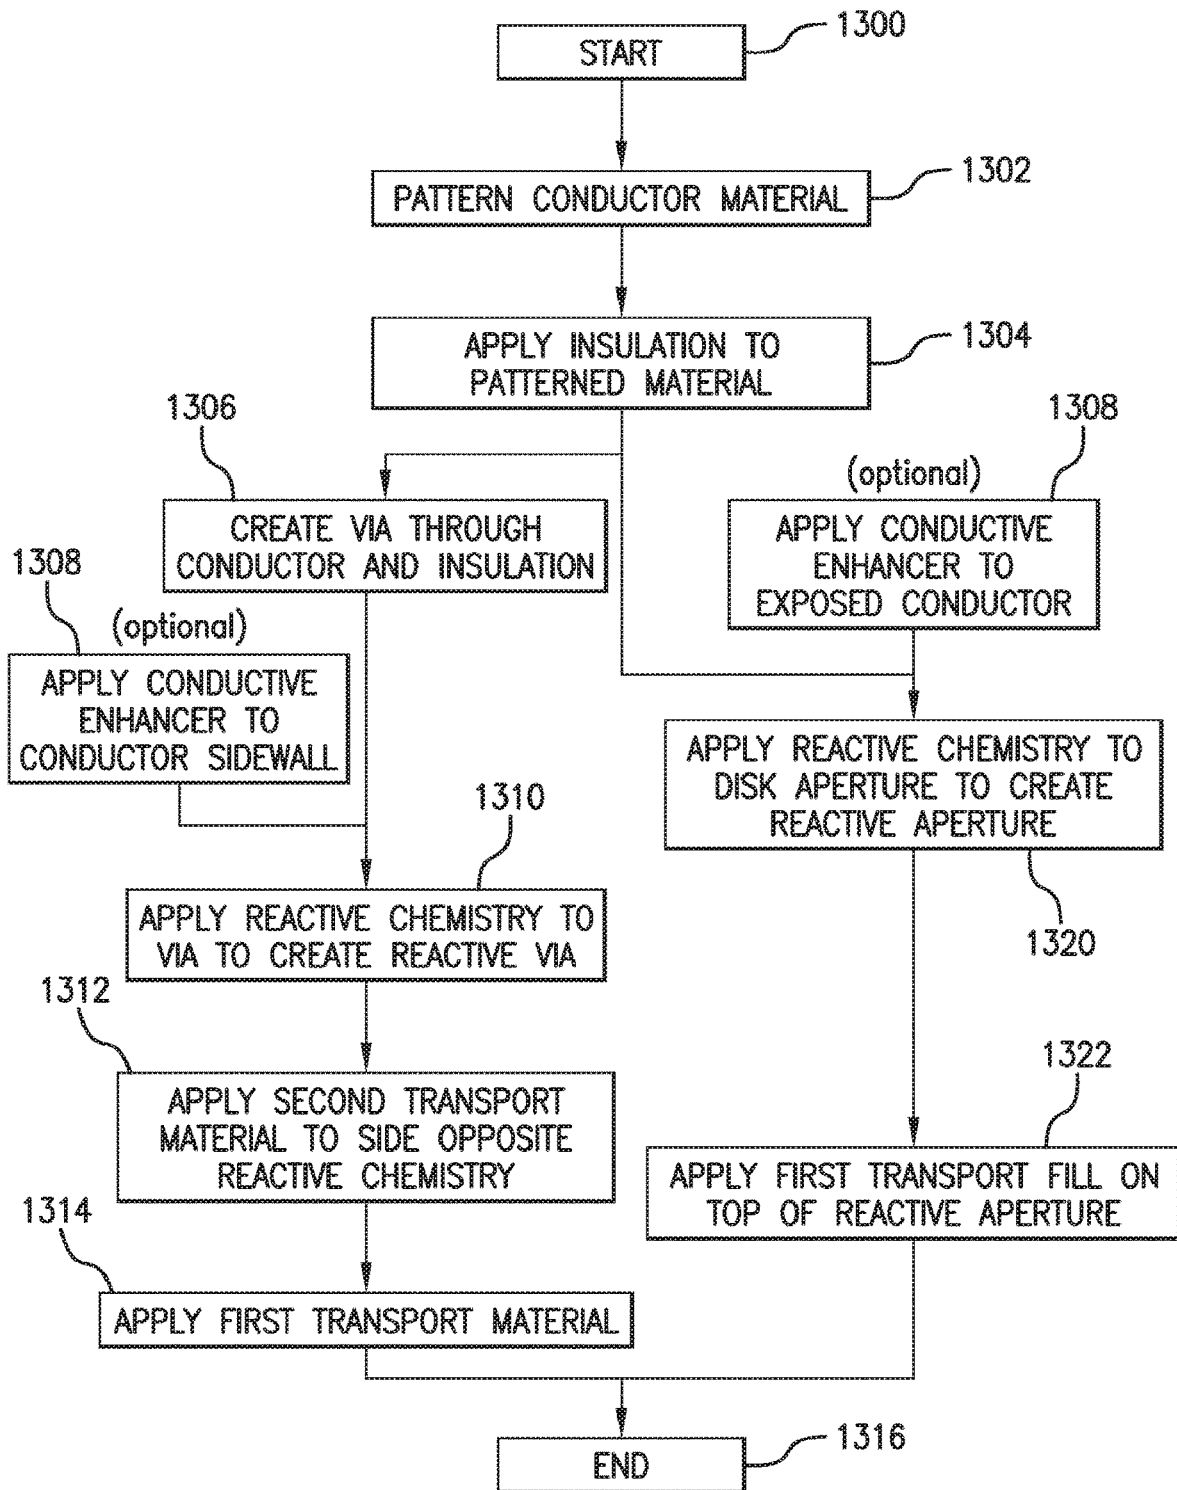 START
1300
PATTERN CONDUCTOR MATERIAL
1302
APPLY INSULATION TO
PATTERNED MATERIAL
1304
1306
CREATE VIA THROUGH
CONDUCTOR AND INSULATION
1308
(optional)
APPLY CONDUCTIVE
ENHANCER TO
EXPOSED CONDUCTOR
1308
(optional)
APPLY CONDUCTIVE
ENHANCER TO
CONDUCTOR SIDEWALL
APPLY REACTIVE CHEMISTRY TO
DISK APERTURE TO CREATE
REACTIVE APERTURE
1320
1310
APPLY REACTIVE CHEMISTRY TO
VIA TO CREATE REACTIVE VIA
1312
APPLY SECOND TRANSPORT
MATERIAL TO SIDE OPPOSITE
REACTIVE CHEMISTRY
1322
APPLY FIRST TRANSPORT FILL ON
TOP OF REACTIVE APERTURE
1314
APPLY FIRST TRANSPORT MATERIAL
END
1316